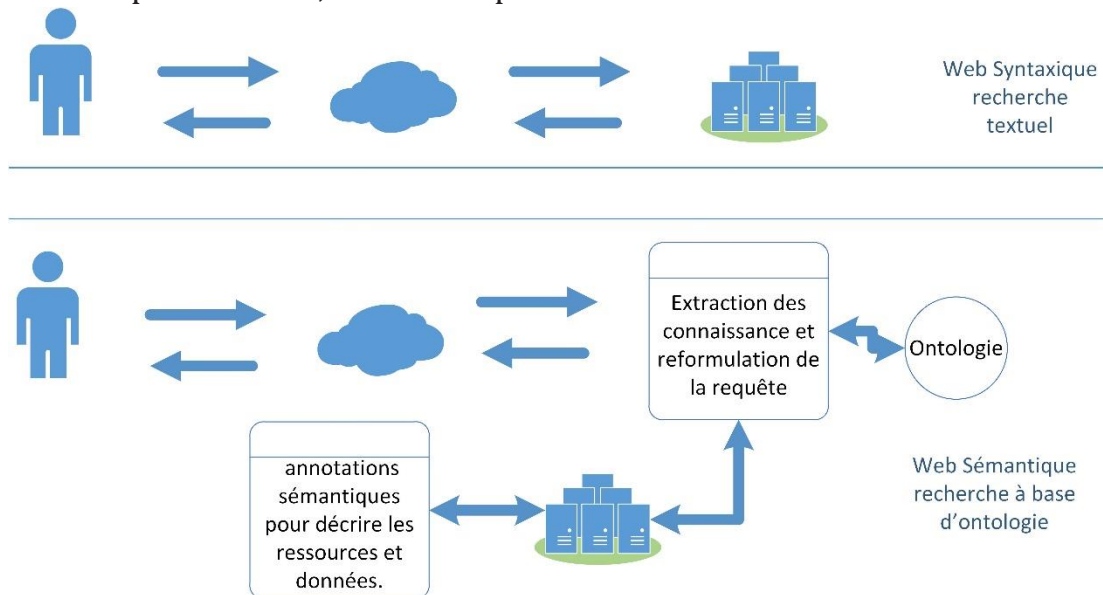 Web Syntaxique
recherche
textuel
Extraction des
connaissance et
reformulation de
la requête
Ontologie
annotations
sémantiques
pour décrire les
ressources et
données.
Web Sémantique
recherche à base
d'ontologie